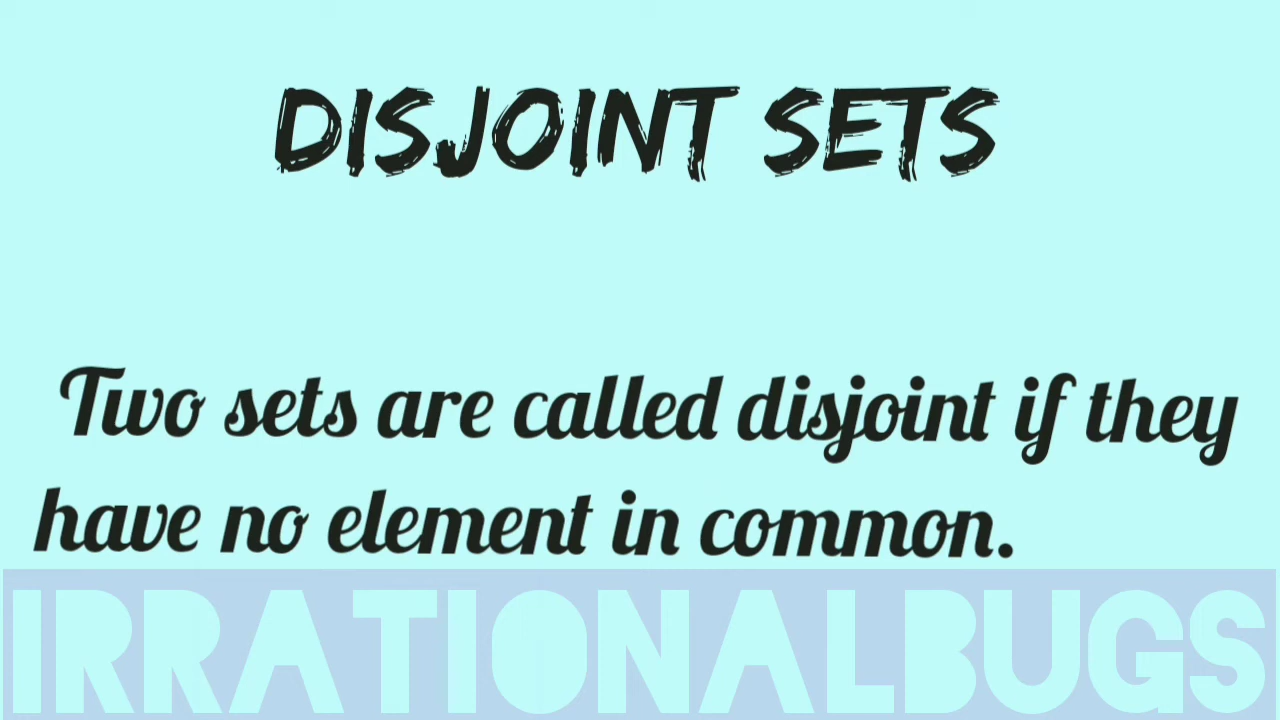 DISJOINT SETS
Two sets are called disjoint if they
have no element in common.
IRRATIONALBUGS